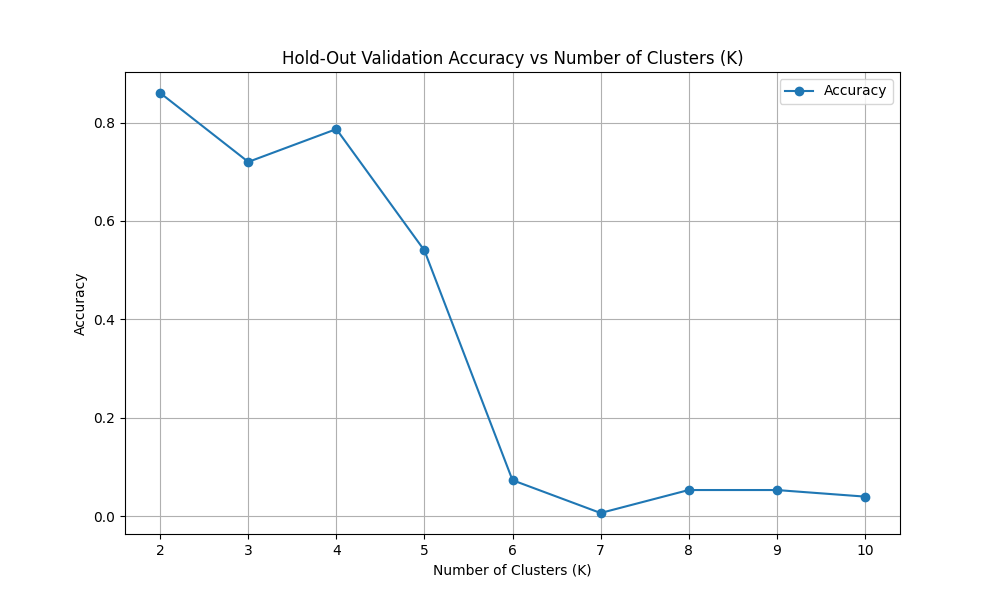 Hold-Out Validation Accuracy vs Number of Clusters (K)
Accuracy
0.8
0.6
0.4
0.2
0.0
Accuracy
2 3 4 5 6 7 8 9 10
Number of Clusters (K)